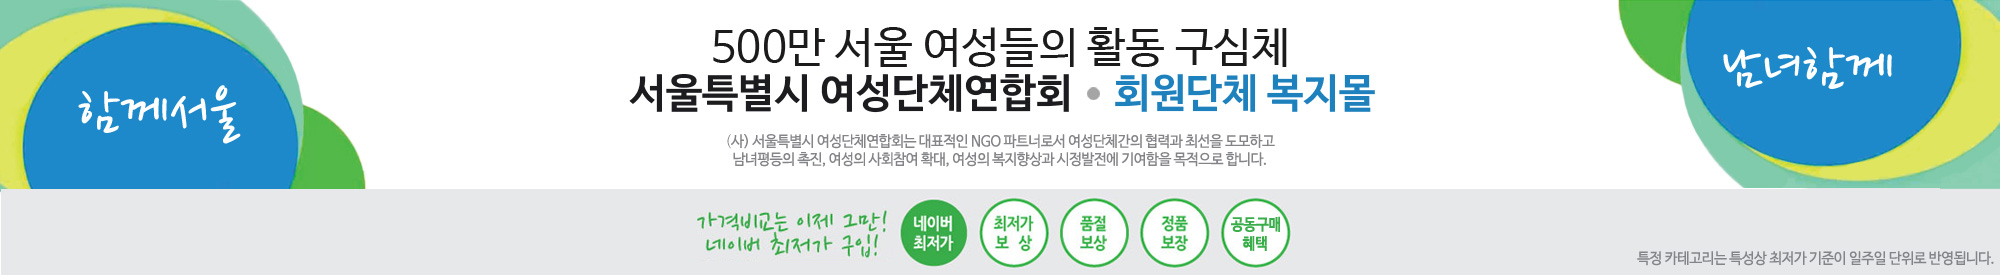 함께서울
500만 서울 여성들의 활동 구심체
서울특별시 여성단체연합회 • 회원단체 복지몰
(사) 서울특별시 여성단체연합회는 대표적인 NGO 파트너로서 여성단체간의 협력과 최선을 도모하고
남녀평등의 촉진, 여성의 사회참여 확대, 여성의 복지향상과 시정발전에 기여함을 목적으로 합니다.
남녀함께
가격비교는 이제 그만!
네이버 최저가 구입!
네이버
최저가
최저가
보 상
품절
보상
정품
보장
공동구매
혜택
특정 카테고리는 특성상 최저가 기준이 일주일 단위로 반영됩니다.